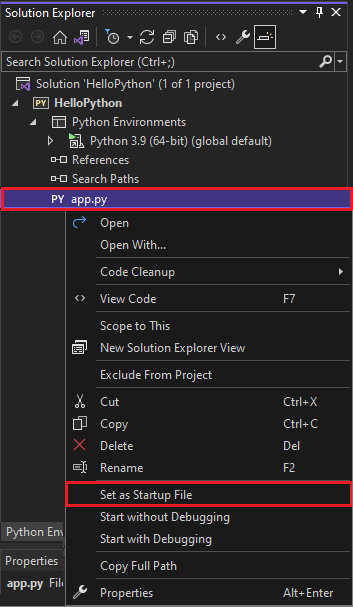 Solution Explorer
Search Solution Explorer (Ctrl+;)
Solution 'HelloPython' (1 of 1 project)
PY HelloPython
Python Environments
Python 3.9 (64-bit) (global default)
References
Search Paths
PY app.py
Open
Open With...
Code Cleanup
View Code F7
Scope to This
New Solution Explorer View
Exclude From Project
Cut Ctrl+X
Copy Ctrl+C
Delete Del
Rename F2
Set as Startup File
Start without Debugging
Python Env
Start with Debugging
Properties
Copy Full Path
app.py File
Properties Alt+Enter